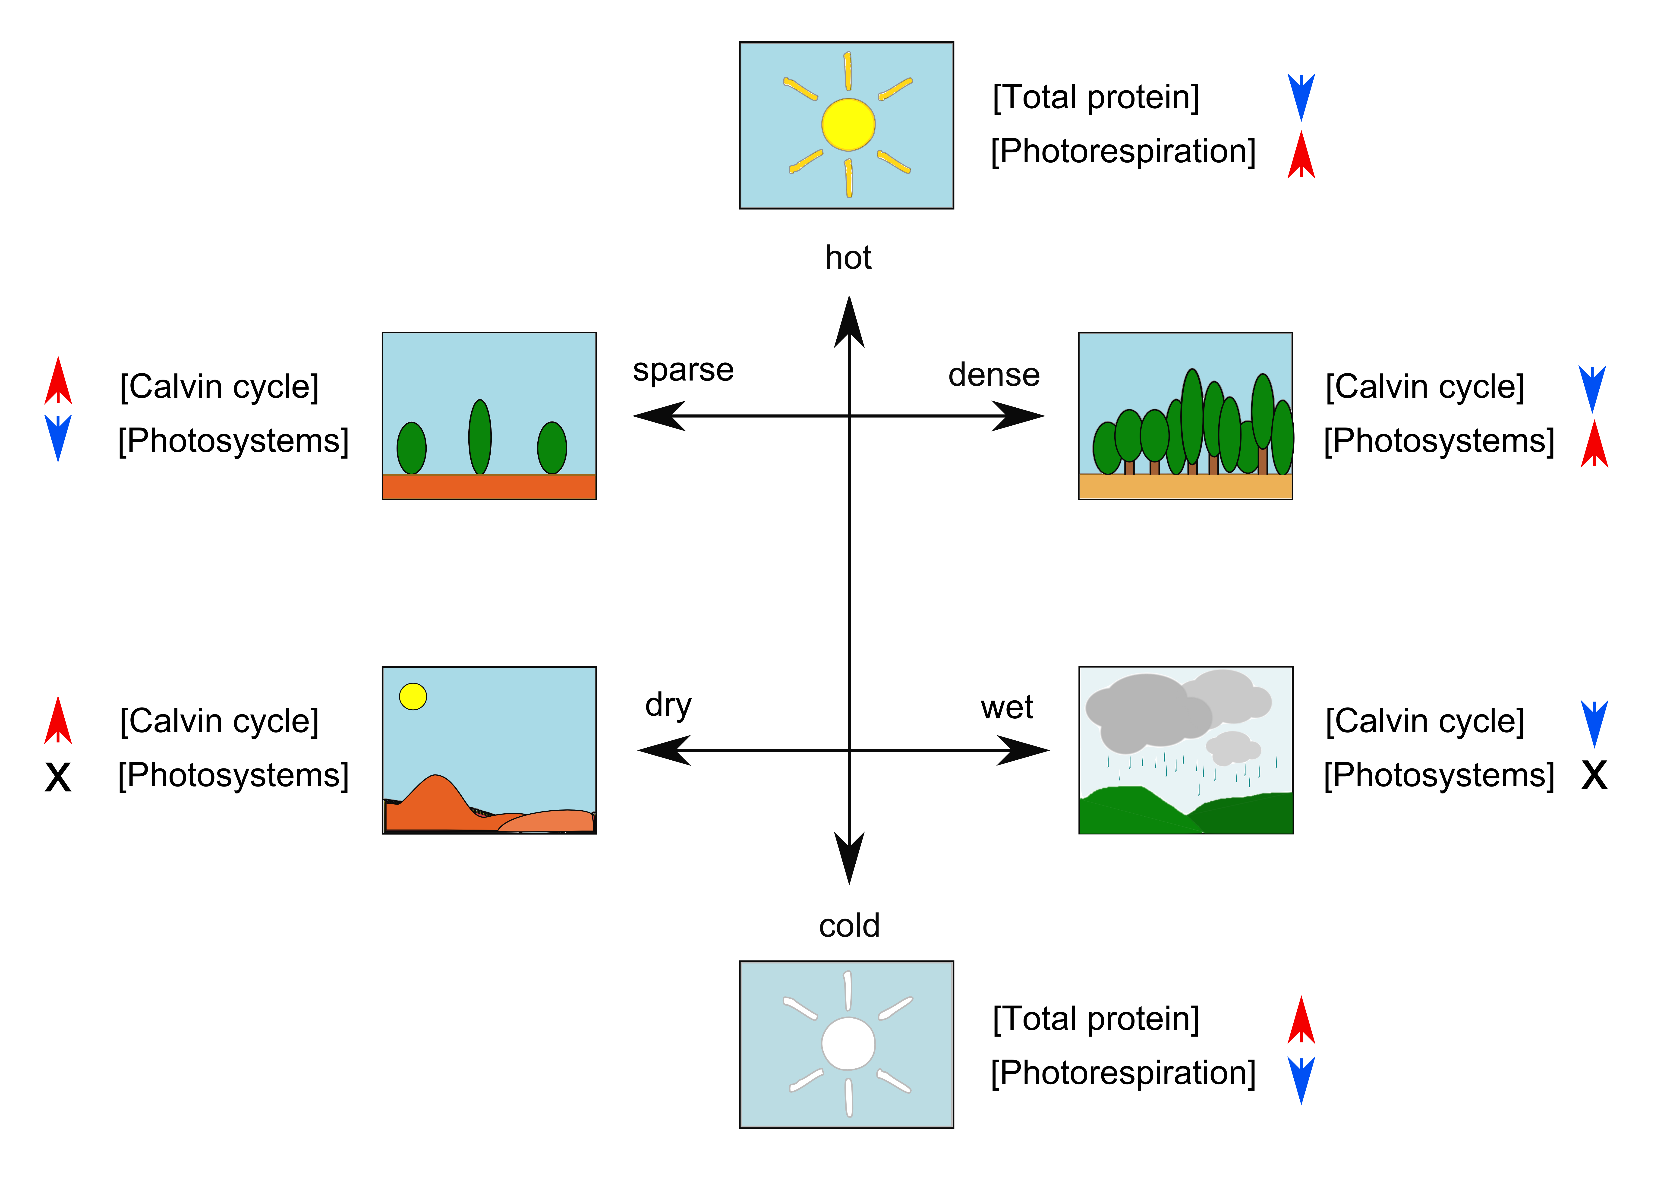 [Total protein]
[Photorespiration]
hot
sparse
dense
[Calvin cycle]
[Photosystems]
[Calvin cycle]
[Photosystems]
dry
wet
[Calvin cycle]
[Photosystems]
X
[Calvin cycle]
[Photosystems]
X
cold
[Total protein]
[Photorespiration]